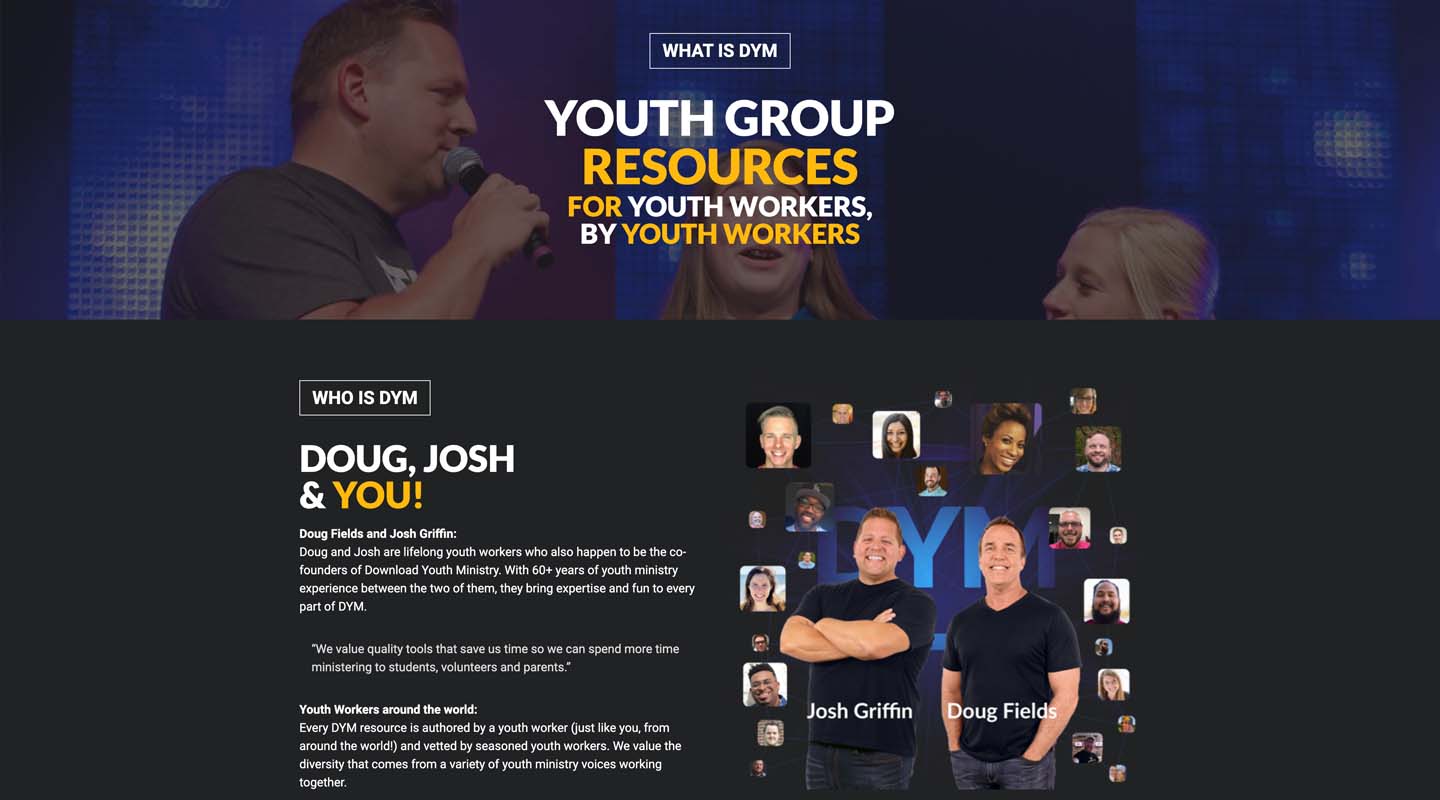 WHAT IS DYM
YOUTH GROUP
RESOURCES
FOR YOUTH WORKERS,
BY YOUTH WORKERS
WHO IS DYM
DOUG, JOSH
& YOU!
Doug Fields and Josh Griffin:
Doug and Josh are lifelong youth workers who also happen to be the co-
founders of Download Youth Ministry. With 60+ years of youth ministry
experience between the two of them, they bring expertise and fun to every
part of DYM.
“We value quality tools that save us time so we can spend more time
ministering to students, volunteers and parents.”
Youth Workers around the world:
Every DYM resource is authored by a youth worker (just like you, from
around the world!) and vetted by seasoned youth workers. We value the
diversity that comes from a variety of youth ministry voices working
together.
DYM
Josh Griffin
Doug Fields